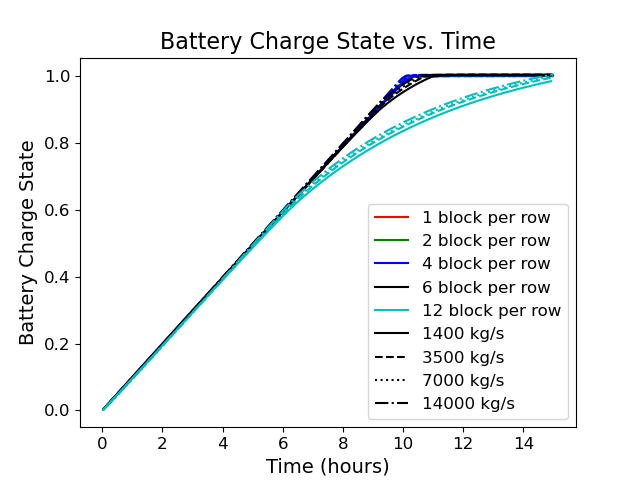 Battery Charge State vs. Time
Battery Charge State
1.0
0.8
0.6
0.4
0.2
0.0
1 block per row
2 block per row
4 block per row
6 block per row
12 block per row
1400 kg/s
3500 kg/s
7000 kg/s
14000 kg/s
0 2 4 6 8 10 12 14
Time (hours)